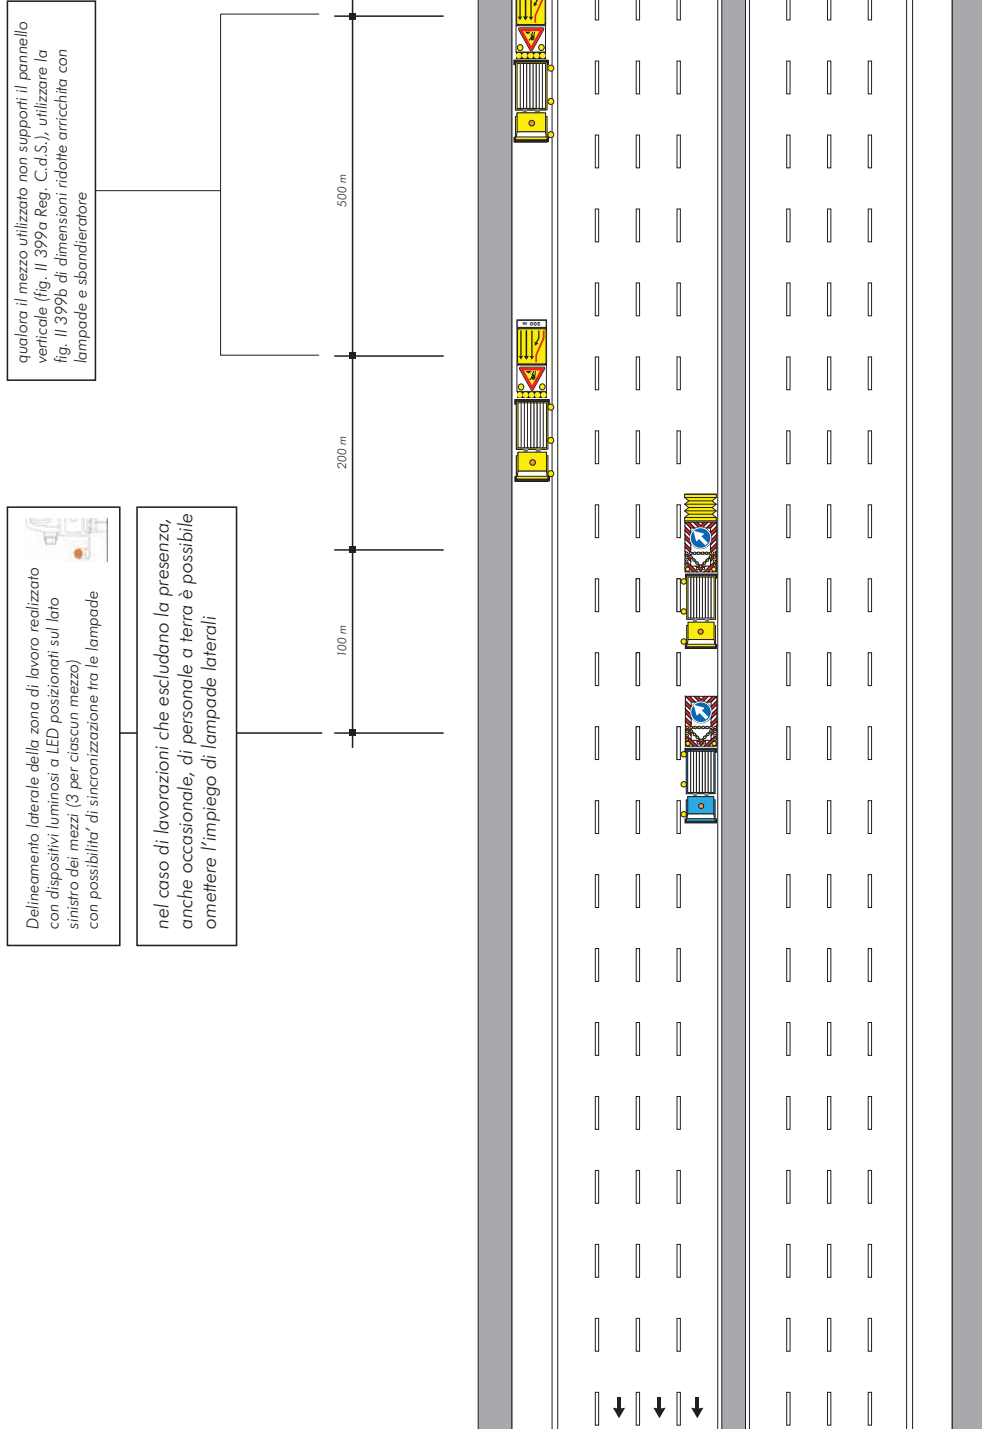 qualora il mezzo utilizzato non supporti il pannello
verticale (fig. II 399a Reg. C.d.S.), utilizzare la
fig. II 399b di dimensioni ridotte arricchita con
lampade e sbandieratore
500 m
200 m
200 m
100 m
Delineamento laterale della zona di lavoro realizzato
con dispositivi luminosi a LED posizionati sul lato
sinistro dei mezzi (3 per ciascun mezzo)
con possibilita' di sincronizzazione tra le lampade
nel caso di lavorazioni che escludano la presenza,
anche occasionale, di personale a terra è possibile
omettere l'impiego di lampade laterali